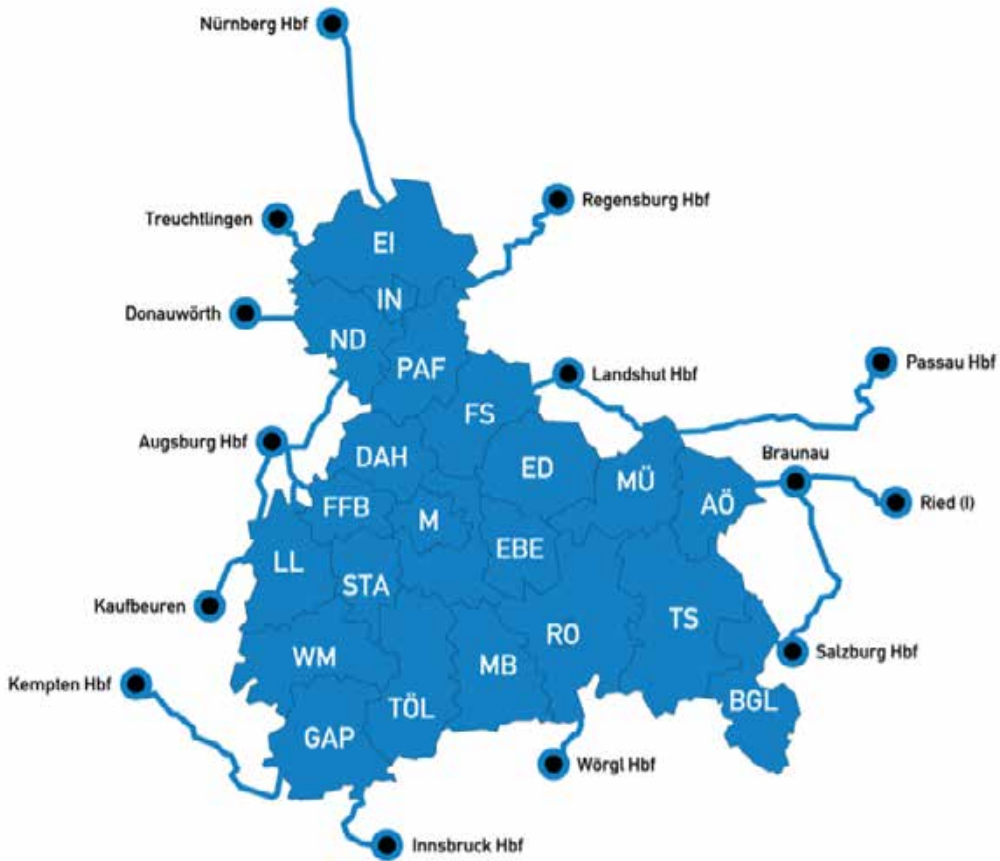 Nürnberg Hbf
Regensburg Hbf
Treuchtlingen
EI
IN
Donauwörth
ND
PAF
Landshut Hbf
Passau Hbf
FS
Augsburg Hbf
DAH
ED
MÜ
Braunau
AÖ
Ried (I)
FFB
M
EBE
LL
STA
Kaufbeuren
TS
RO
WM
MB
Salzburg Hbf
Kempten Hbf
TÖL
BGL
GAP
Wörgl Hbf
Innsbruck Hbf